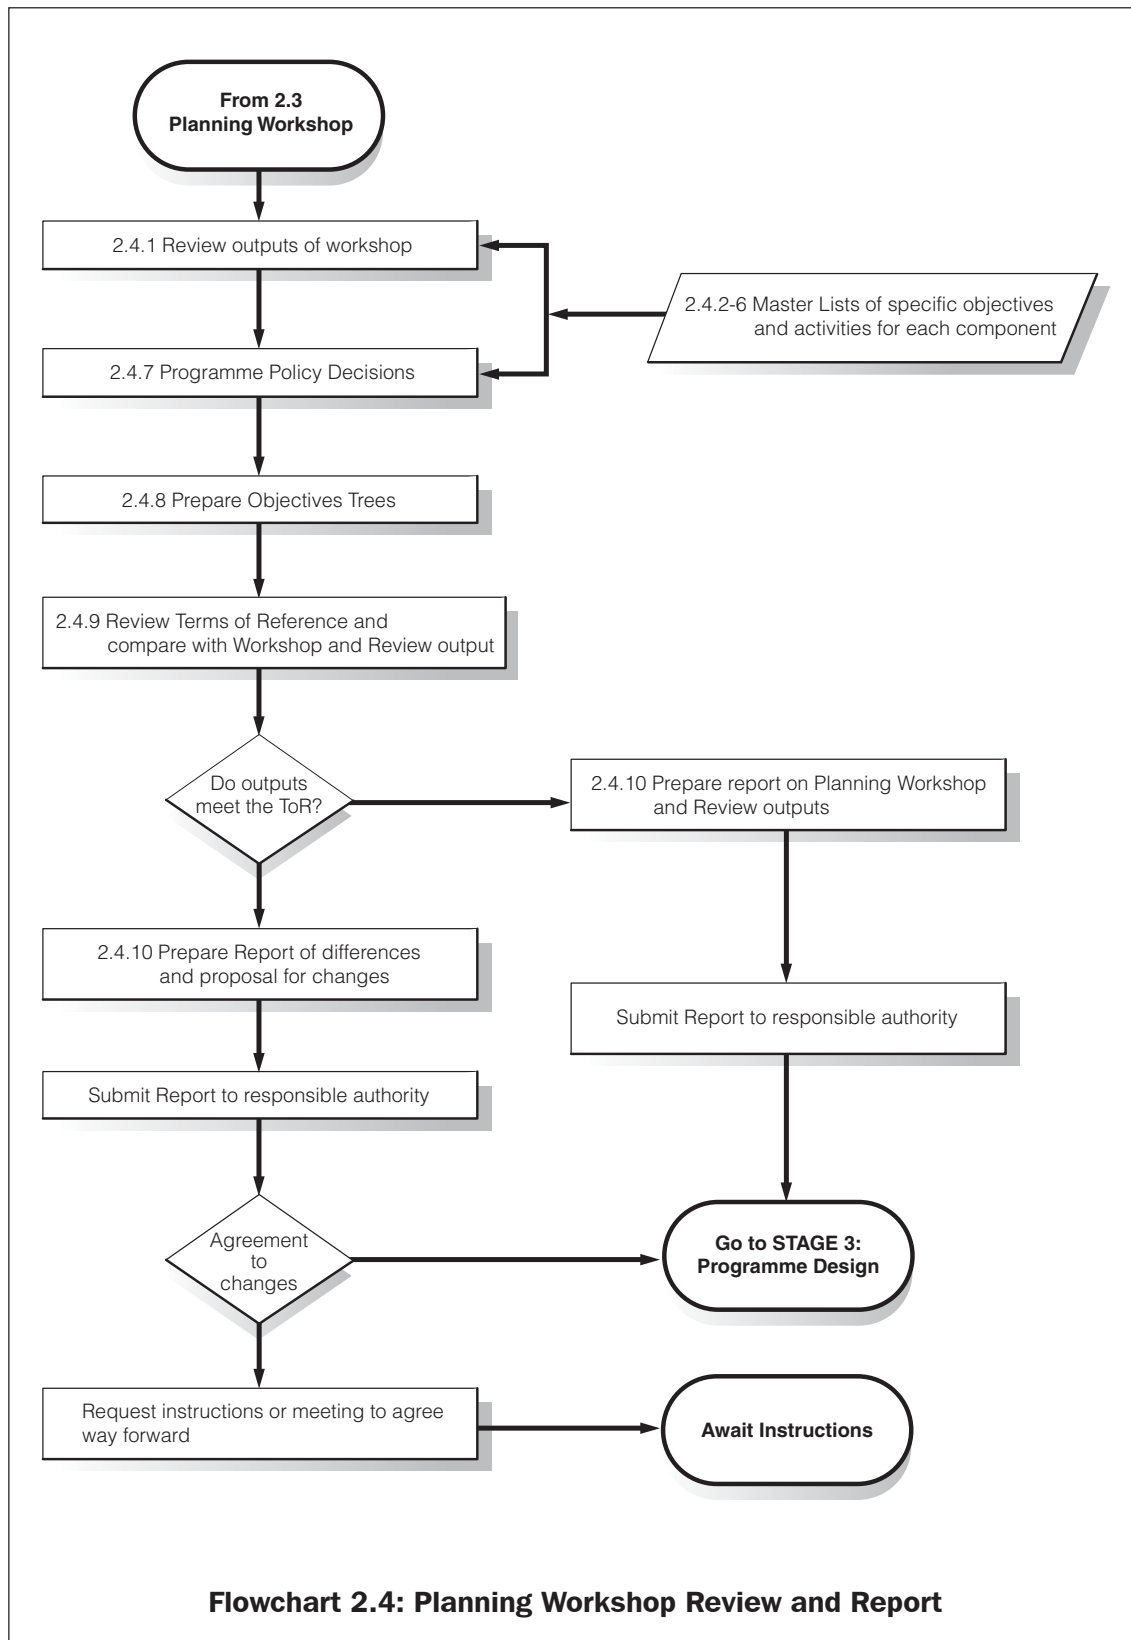 From 2.3
Planning Workshop
2.4.1 Review outputs of workshop
2.4.2-6 Master Lists of specific objectives
and activities for each component
2.4.7 Programme Policy Decisions
2.4.8 Prepare Objectives Trees
2.4.9 Review Terms of Reference and
compare with Workshop and Review output
Do outputs
meet the ToR?
2.4.10 Prepare report on Planning Workshop
and Review outputs
2.4.10 Prepare Report of differences
and proposal for changes
Submit Report to responsible authority
Submit Report to responsible authority
Agreement
to
changes
Go to STAGE 3:
Programme Design
Request instructions or meeting to agree
way forward
Await Instructions
Flowchart 2.4: Planning Workshop Review and Report